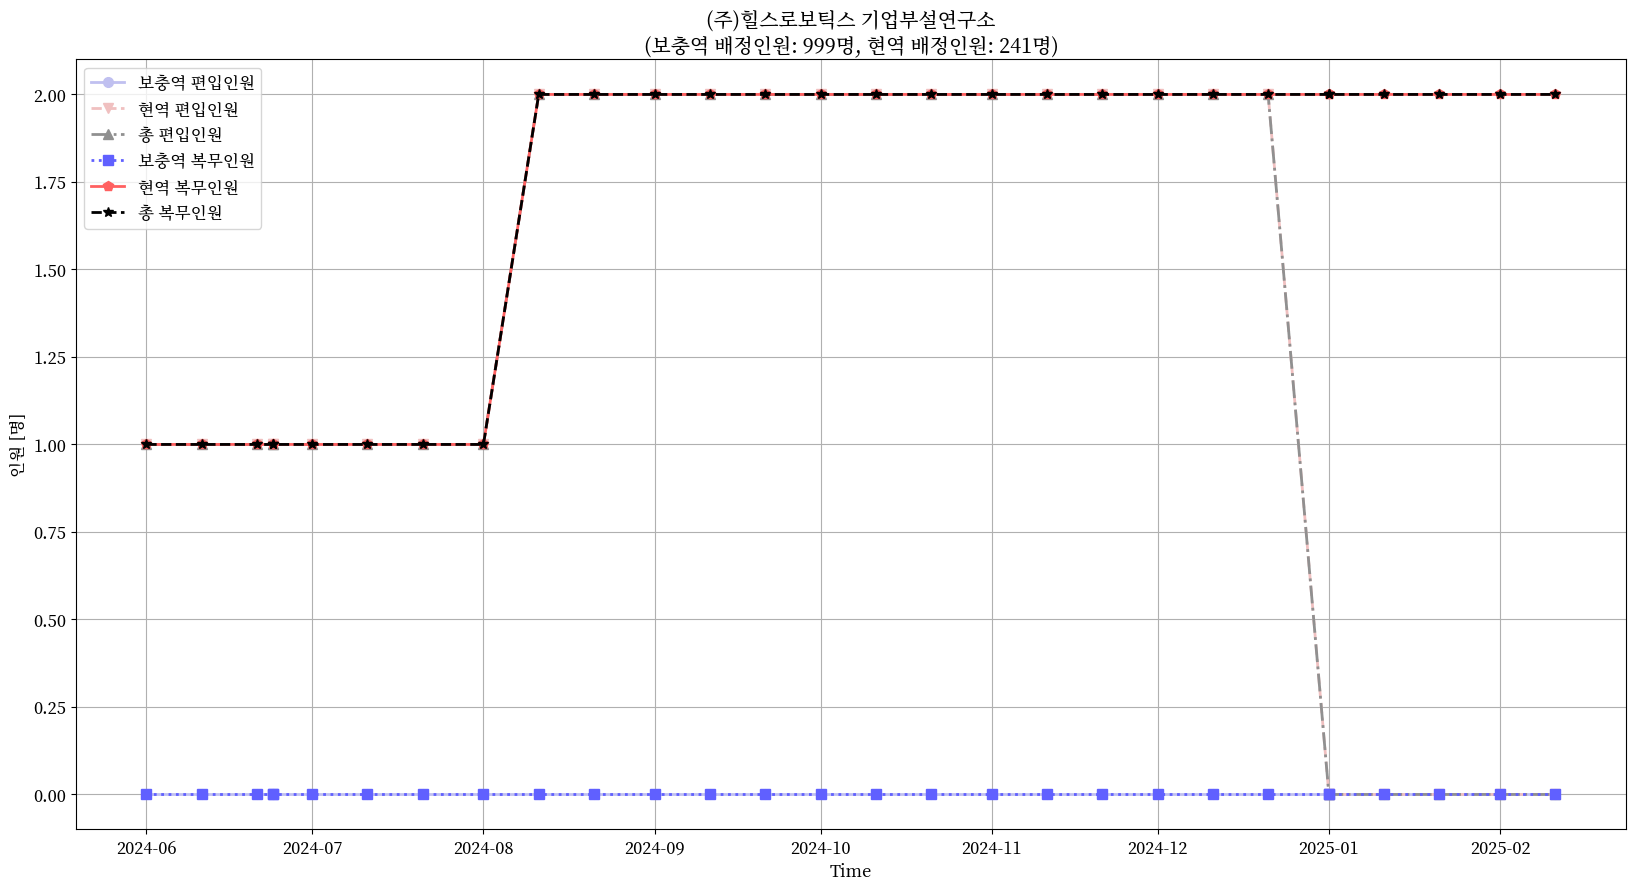 (주)힐스로보틱스 기업부설연구소
(보충역 배정인원: 999명, 현역 배정인원: 241명)
보충역 편입인원
현역 편입인원
총 편입인원
보충역 복무인원
현역 복무인원
총 복무인원
인원 [명]
2.00
1.75
1.50
1.25
1.00
0.75
0.50
0.25
0.00
2024-06 2024-07 2024-08 2024-09 2024-10 2024-11 2024-12 2025-01 2025-02
Time